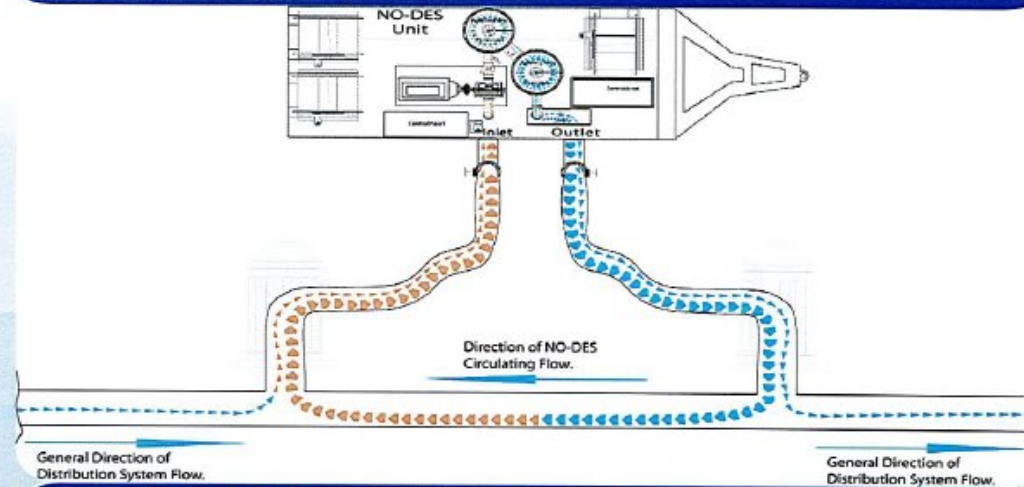 NO-DES
Unit
Inlet
Outlet
Direction of NO-DES
Circulating Flow.
General Direction of
Distribution System Flow.
General Direction of
Distribution System Flow.